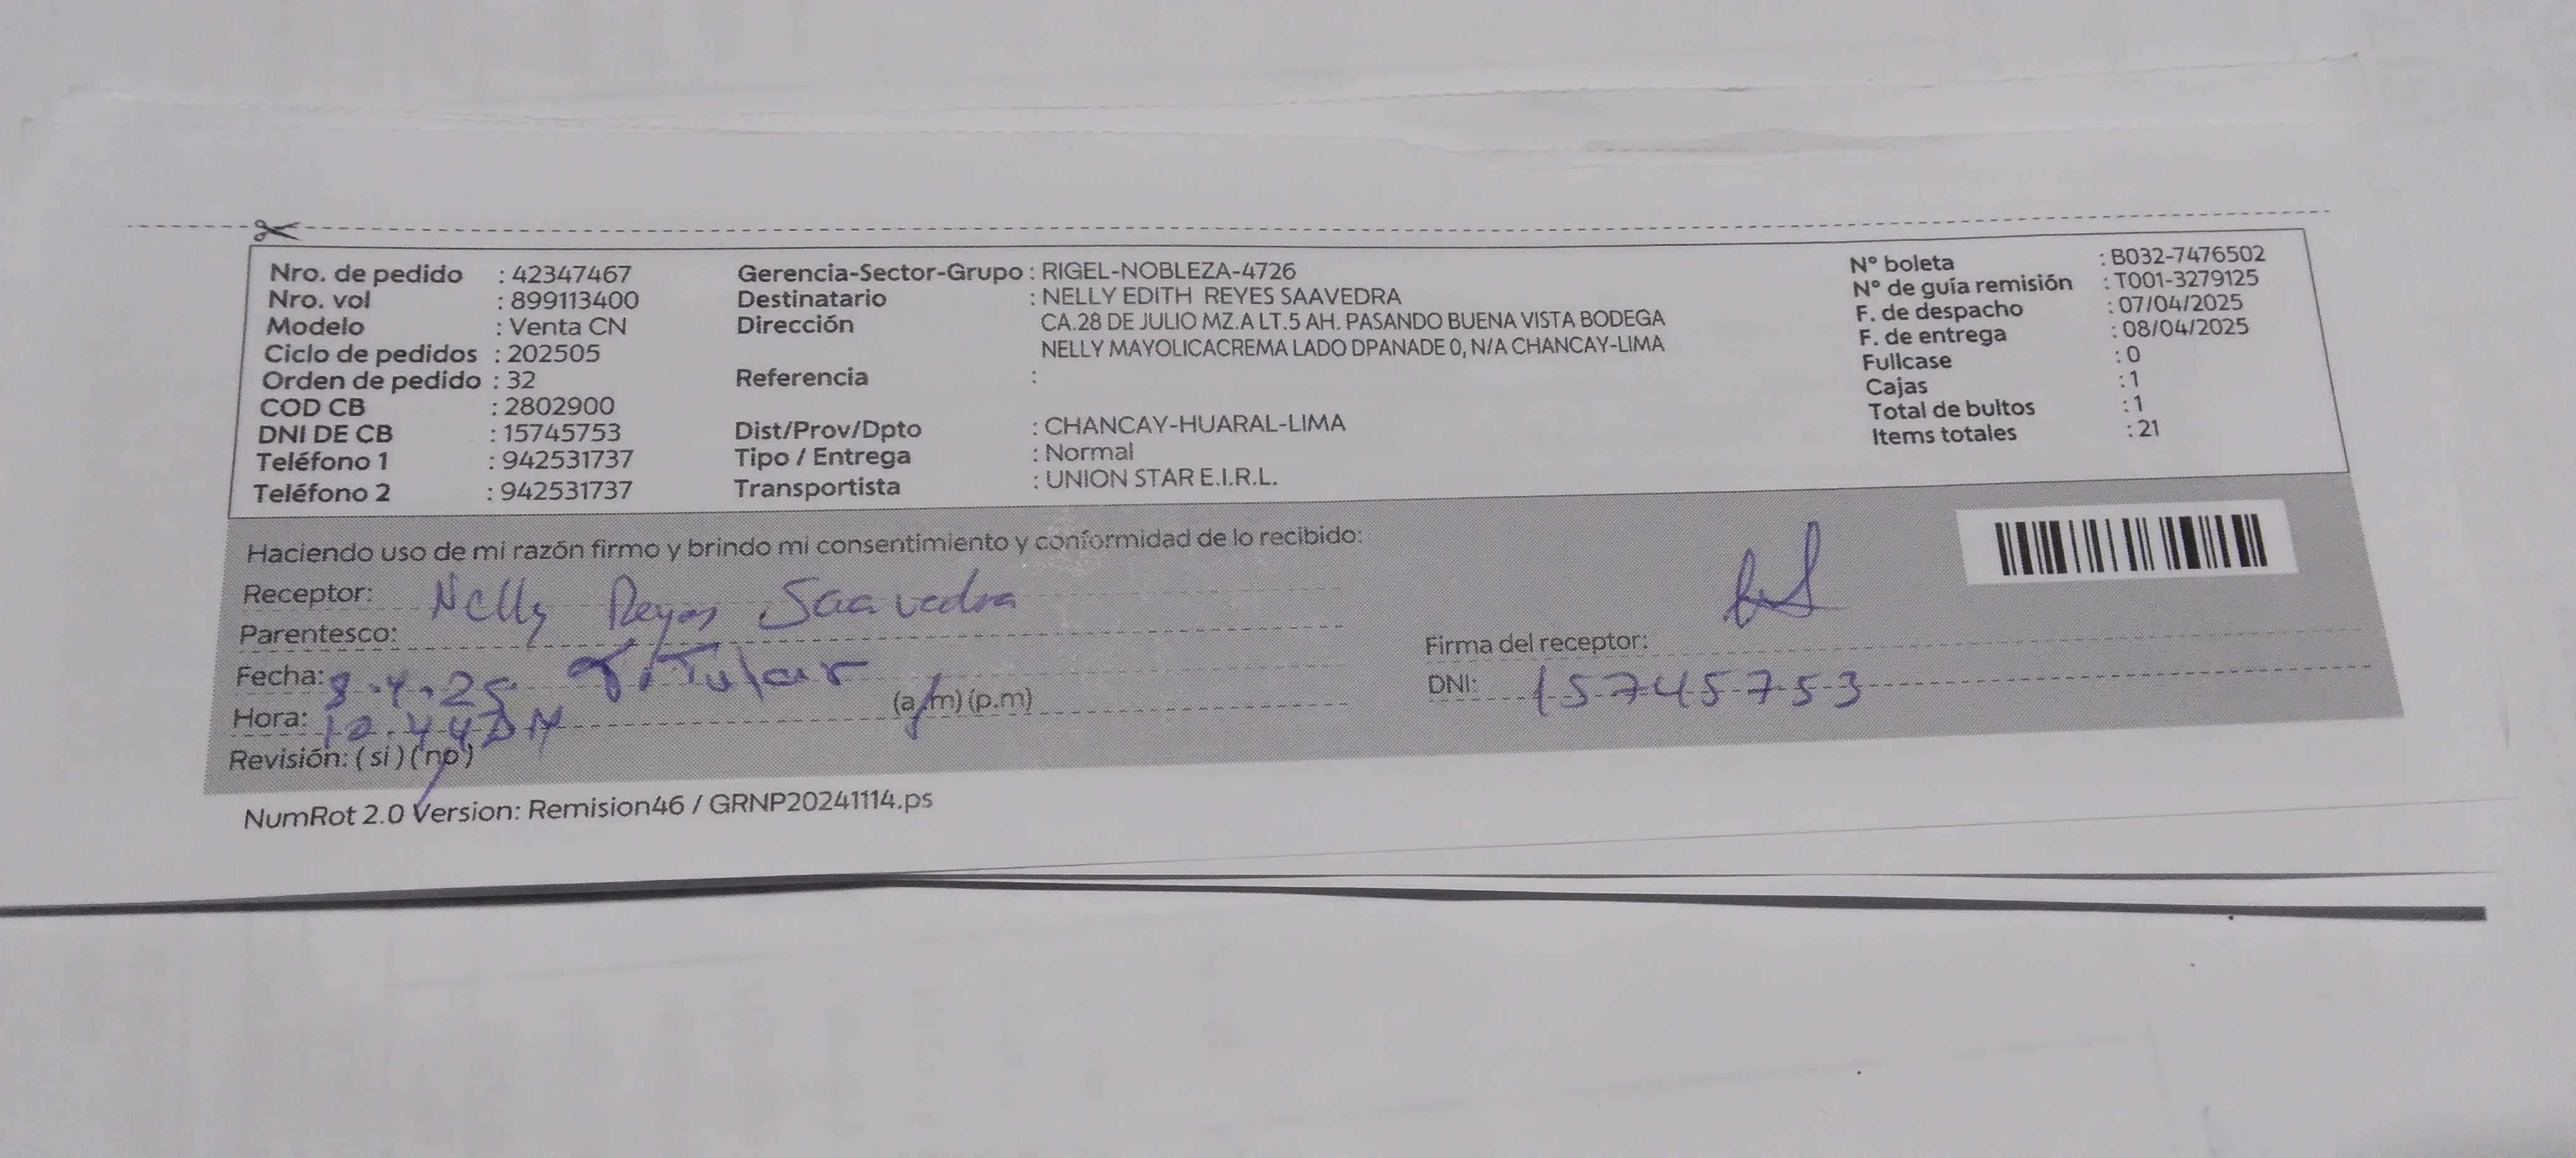 Nro. de pedido : 42347467
Nro. vol : 899113400
Modelo : Venta CN
Ciclo de pedidos : 202505
Orden de pedido : 32
COD CB : 2802900
DNI DE CB : 15745753
Teléfono 1 : 942531737
Teléfono 2 : 942531737
Gerencia-Sector-Grupo : RIGEL-NOBLEZA-4726
Destinatario : NELLY EDITH REYES SAAVEDRA
Dirección CA.28 DE JULIO MZ.A LT.5 AH. PASANDO BUENA VISTA BODEGA
NELLY MAYOLICACREMA LADO DPANADE 0, N/A CHANCAY-LIMA
Referencia :
Dist/Prov/Dpto : CHANCAY-HUARAL-LIMA
Tipo / Entrega : Normal
Transportista : UNION STAR E.I.R.L.
N° boleta : B032-7476502
N° de guía remisión : T001-3279125
F. de despacho : 07/04/2025
F. de entrega : 08/04/2025
Fullcase : 0
Cajas : 1
Total de bultos : 1
Items totales : 21
Haciendo uso de mi razón firmo y brindo mi consentimiento y conformidad de lo recibido:
Receptor: Nelly Reyes Saavedra
Parentesco: Titular
Fecha: 8.4.25
Hora: 10.44 (a.m) (p.m)
Revisión: (si) (no)
Firma del receptor:
DNI: 15745753
NumRot 2.0 Version: Remision46 / GRNP20241114.ps